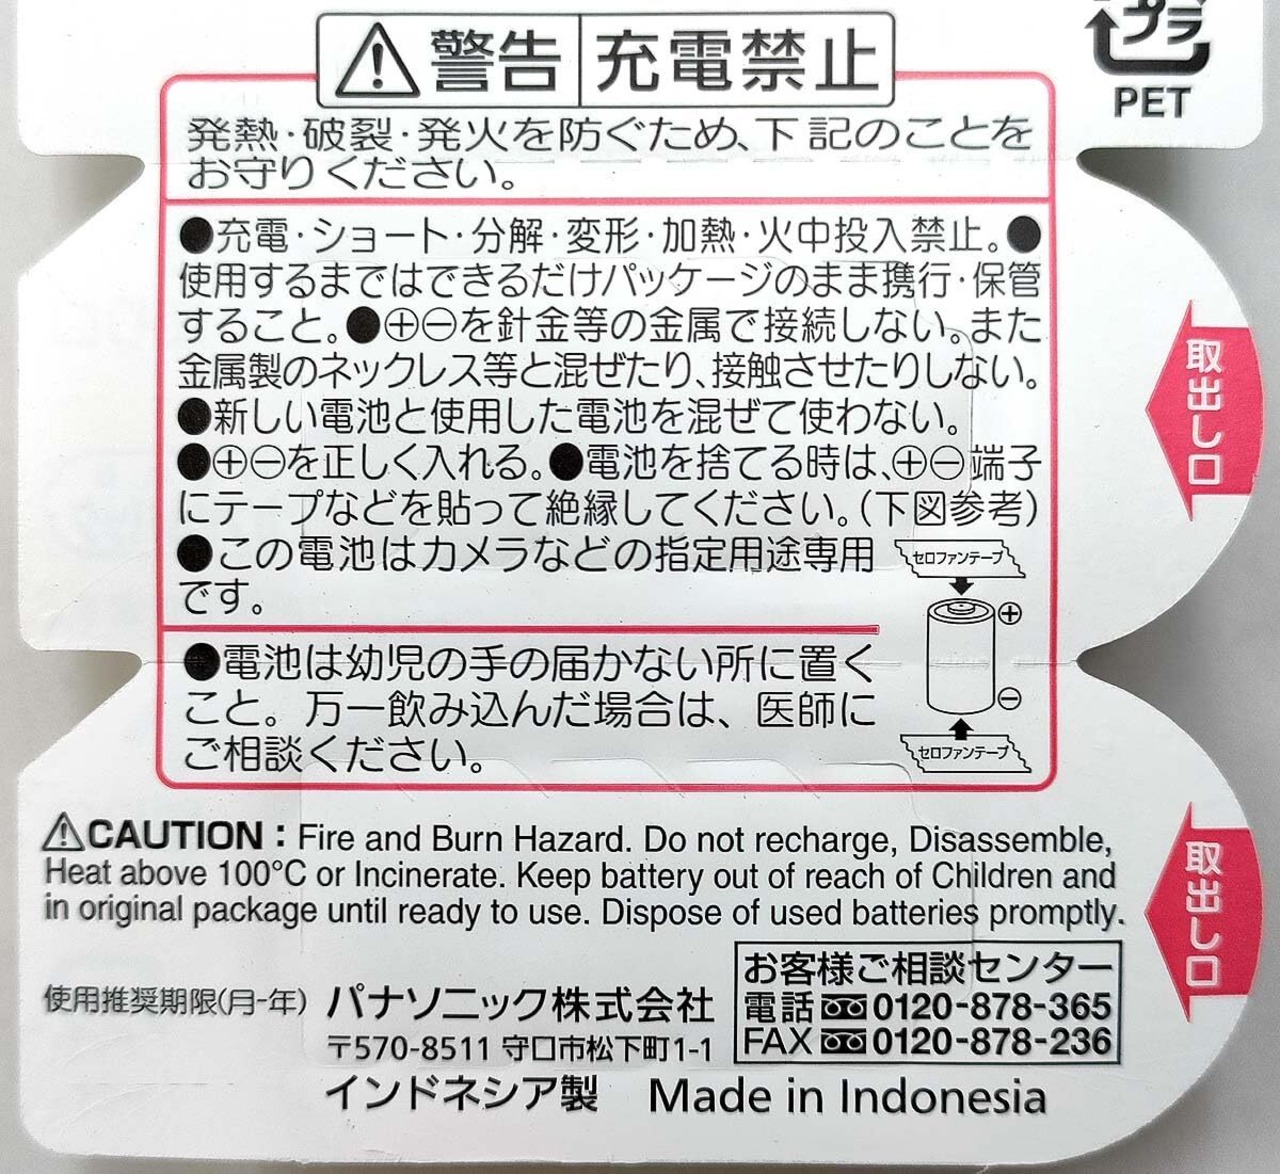 警告 充電禁止
プラ
PET
発熱・破裂・発火を防ぐため、下記のことを
お守りください。
●充電・ショート・分解・変形・加熱・火中投入禁止。●
使用するまではできるだけパッケージのまま携行・保管
すること。●⊕⊖を針金等の金属で接続しない。また
金属製のネックレス等と混ぜたり、接触させたりしない。
●新しい電池と使用した電池を混ぜて使わない。
●⊕⊖を正しく入れる。●電池を捨てる時は、⊕⊖端子
にテープなどを貼って絶縁してください。(下図参考)
●この電池はカメラなどの指定用途専用
です。
セロファンテープ
⊕
⊖
セロファンテープ
●電池は幼児の手の届かない所に置く
こと。万一飲み込んだ場合は、医師に
ご相談ください。
取出し口
⚠CAUTION：Fire and Burn Hazard. Do not recharge, Disassemble,
Heat above 100°C or Incinerate. Keep battery out of reach of Children and
in original package until ready to use. Dispose of used batteries promptly.
取出し口
使用推奨期限(月-年)
パナソニック株式会社
〒570-8511 守口市松下町1-1
お客様ご相談センター
電話 0120-878-365
FAX 0120-878-236
インドネシア製 Made in Indonesia